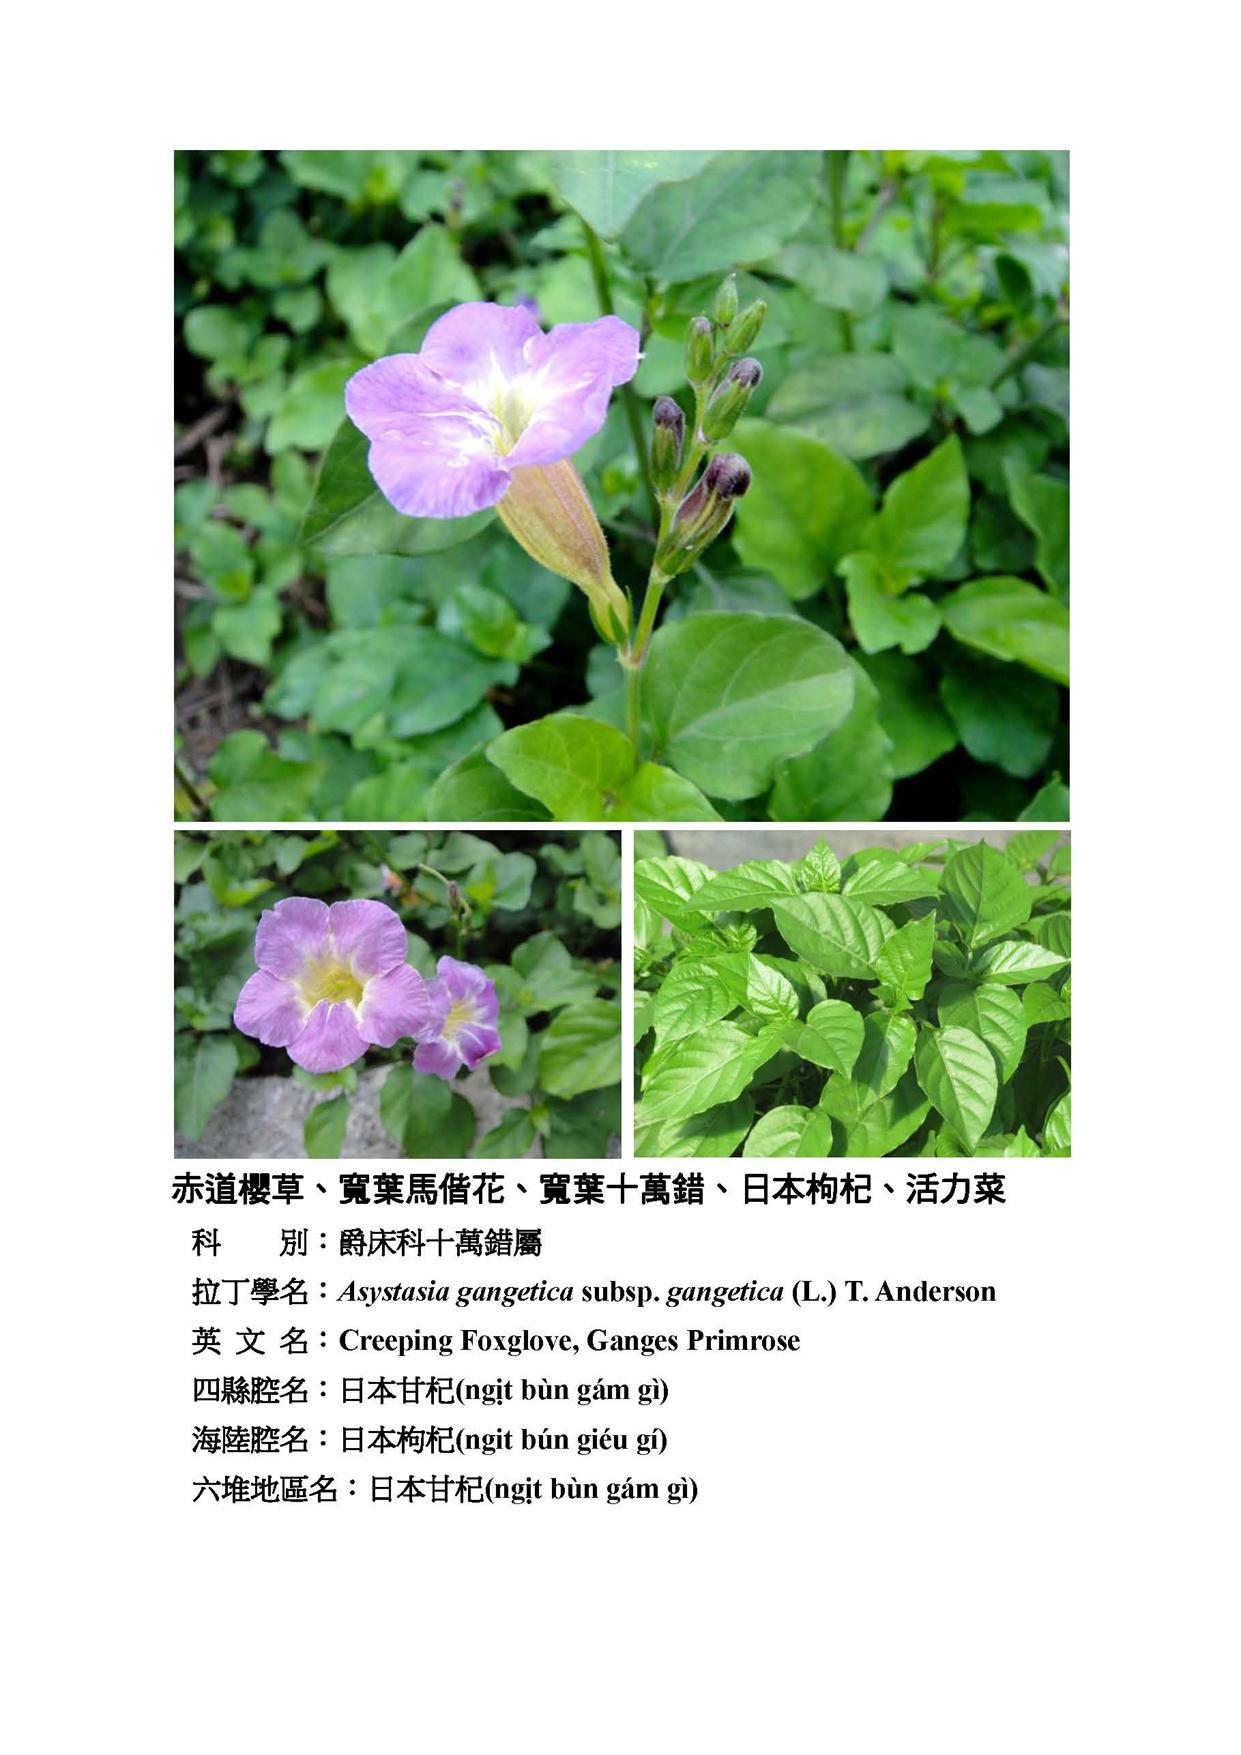 赤道櫻草、寬葉馬偕花、寬葉十萬錯、日本枸杞、活力菜
科　　別：爵床科十萬錯屬
拉丁學名：Asystasia gangetica subsp. gangetica (L.) T. Anderson
英 文 名：Creeping Foxglove, Ganges Primrose
四縣腔名：日本甘杞(ngịt bùn gám gì)
海陸腔名：日本枸杞(ngit bún giéu gí)
六堆地區名：日本甘杞(ngịt bùn gám gì)